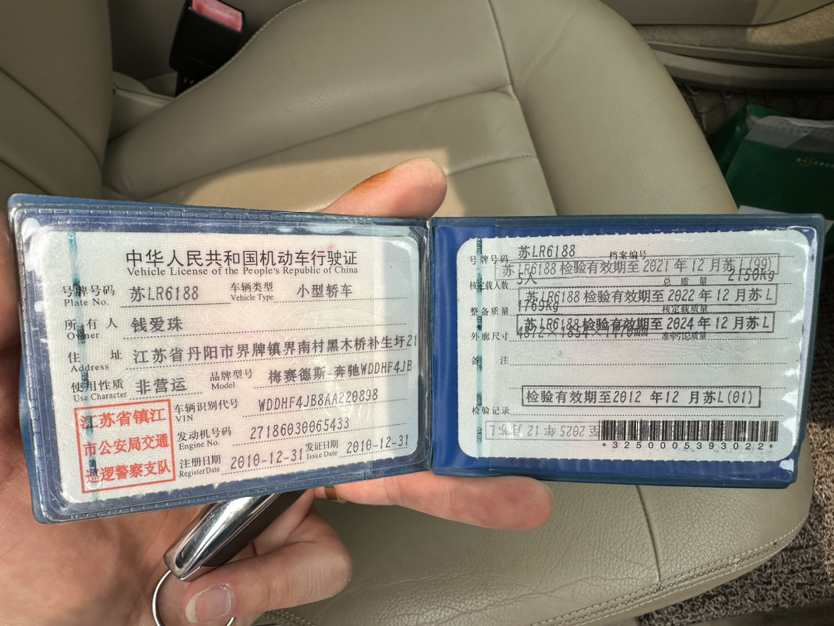 中华人民共和国机动车行驶证
Vehicle License of the People's Republic of China
号牌号码 苏LR6188 车辆类型 小型轿车
Plate No. Vehicle Type
所有人 钱爱珠
Owner
住址 江苏省丹阳市界牌镇界南村黑木桥补生圩21
Address
使用性质 非营运 品牌型号 梅赛德斯-奔驰WDDHF4JB
Use Character Model
江苏省镇江
市公安局交通
巡逻警察支队
车辆识别代号 WDDHF4JB8AA220898
VIN
发动机号码 27186030065433
Engine No.
注册日期 2010-12-31 发证日期 2010-12-31
Register Date Issue Date
号牌号码 苏LR6188 档案编号
苏LR6188 检验有效期至2021年12月苏L(99)
核定载人数 5人 总质量 2150kg
苏LR6188 检验有效期至2022年12月苏L
整备质量 1769kg 核定载质量
苏LR6188 检验有效期至2024年12月苏L
外廓尺寸 准牵引总质量
备注
检验有效期至2012年12月苏L(01)
检验记录
*3250005393022*